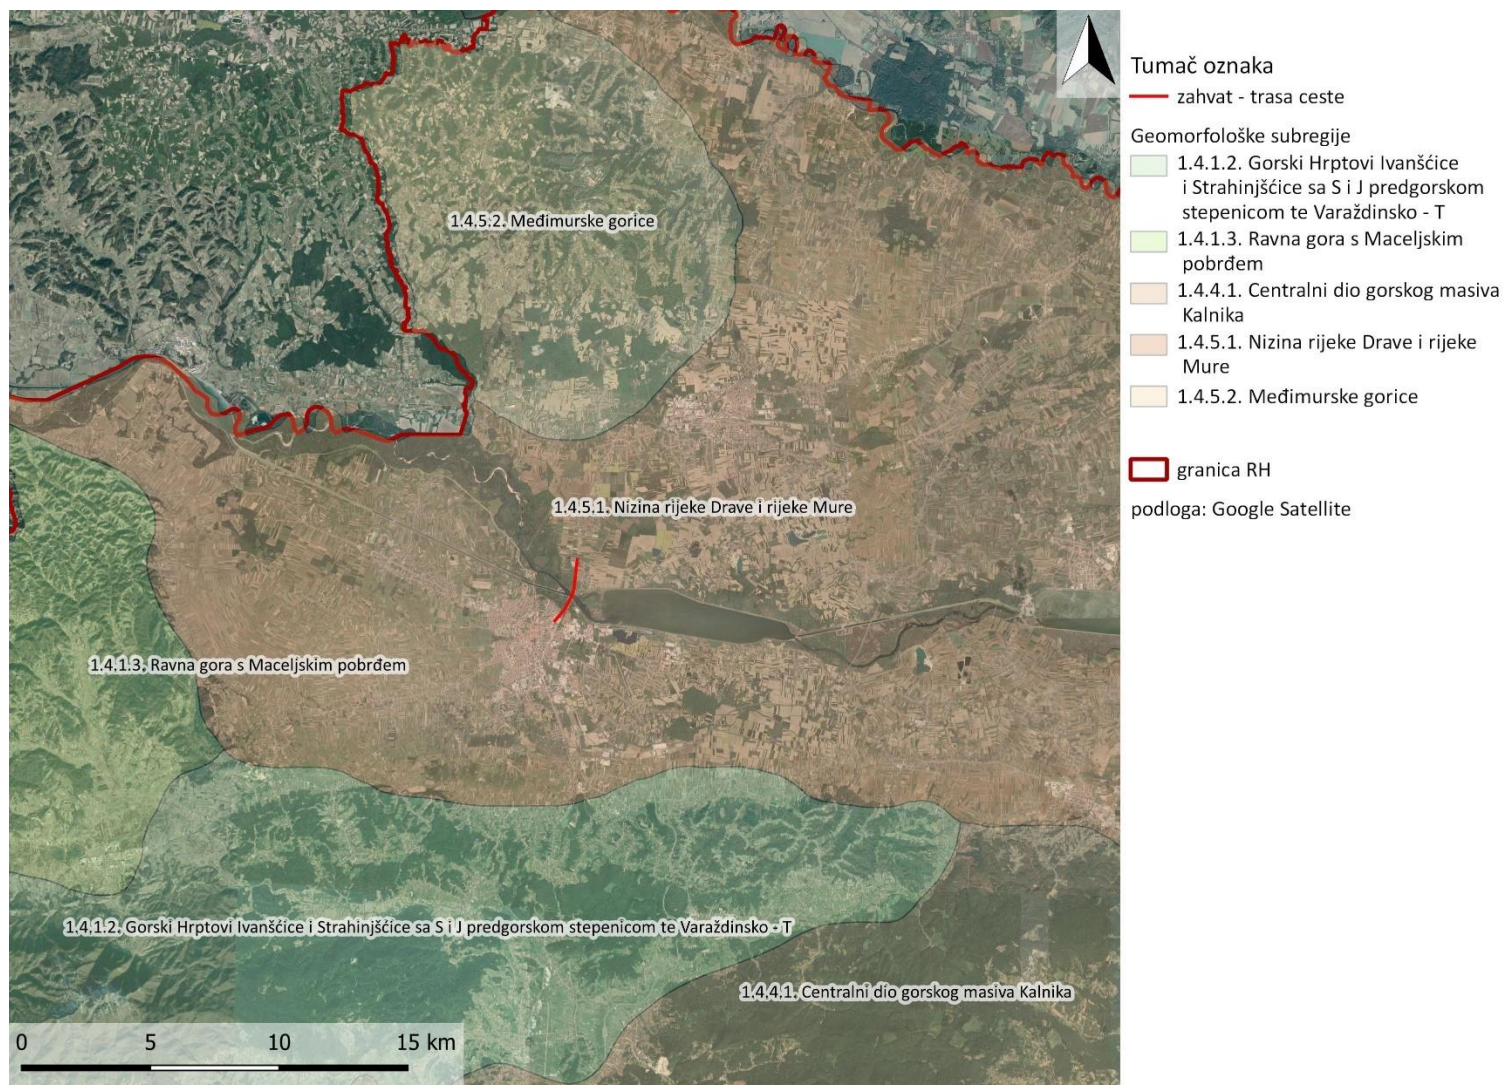 1.4.5.2. Međimurske gorice
1.4.5.1. Nizina rijeke Drave i rijeke Mure
1.4.1.3. Ravna gora s Maceljskim pobrđem
1.4.1.2. Gorski Hrptovi Ivanšćice i Strahinjšćice sa S i J predgorskom stepenicom te Varaždinsko - T
1.4.4.1. Centralni dio gorskog masiva Kalnika
0 5 10 15 km
Tumač oznaka
zahvat - trasa ceste
Geomorfološke subregije
1.4.1.2. Gorski Hrptovi Ivanšćice
i Strahinjšćice sa S i J predgorskom
stepenicom te Varaždinsko - T
1.4.1.3. Ravna gora s Maceljskim
pobrđem
1.4.4.1. Centralni dio gorskog masiva
Kalnika
1.4.5.1. Nizina rijeke Drave i rijeke
Mure
1.4.5.2. Međimurske gorice
granica RH
podloga: Google Satellite